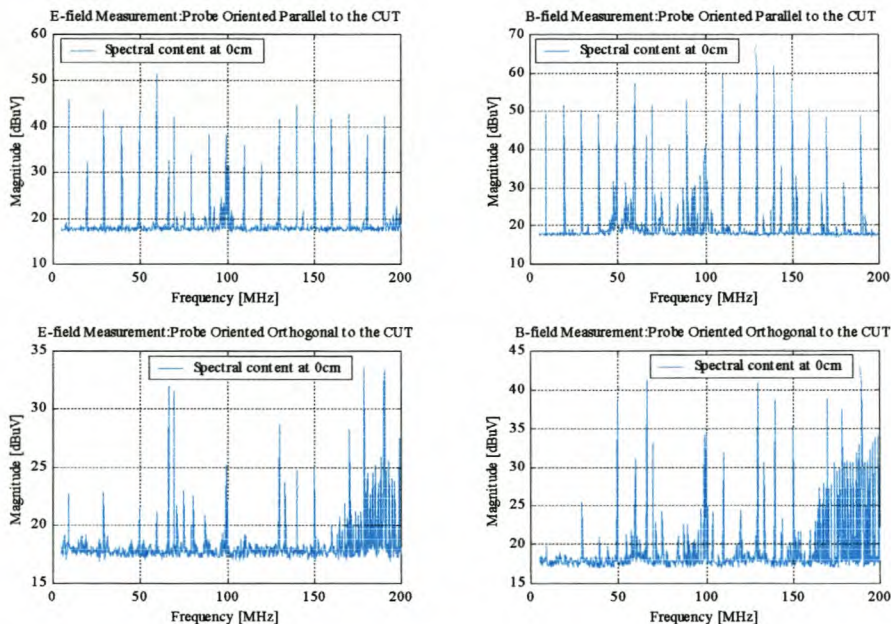 E-field Measurement:Probe Oriented Parallel to the CUT
Spectral content at 0cm
Magnitude [dBuV]
60
50
40
30
20
10
0
50
100
150
200
Frequency [MHz]
B-field Measurement:Probe Oriented Parallel to the CUT
Spectral content at 0cm
Magnitude [dBuV]
70
60
50
40
30
20
10
0
50
100
150
200
Frequency [MHz]
E-field Measurement:Probe Oriented Orthogonal to the CUT
Spectral content at 0cm
Magnitude [dBuV]
35
30
25
20
15
0
50
100
150
200
Frequency [MHz]
B-field Measurement:Probe Oriented Orthogonal to the CUT
Spectral content at 0cm
Magnitude [dBuV]
45
40
35
30
25
20
15
0
50
100
150
200
Frequency [MHz]